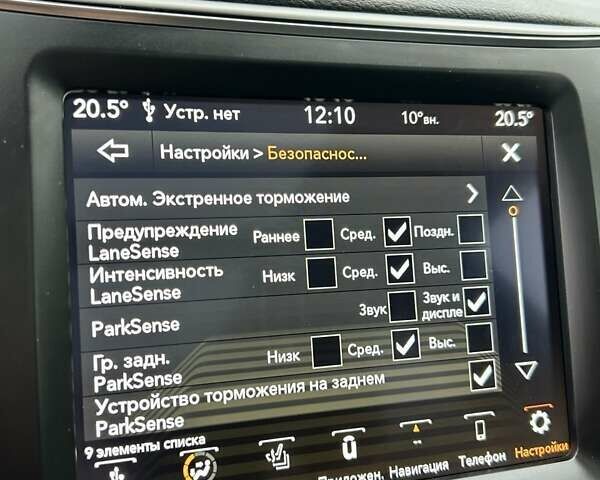 20.5° Устр. нет 12:10 10°вн. 20.5°
Настройки > Безопаснос...
Автом. Экстренное торможение
Предупреждение LaneSense Раннее Сред. Поздн.
Интенсивность LaneSense Низк Сред. Выс.
ParkSense Звук Звук и диспле
Гр. задн. ParkSense Низк Сред. Выс.
Устройство торможения на заднем ParkSense
9 элементы списка
Приложен. Навигация Телефон Настройки